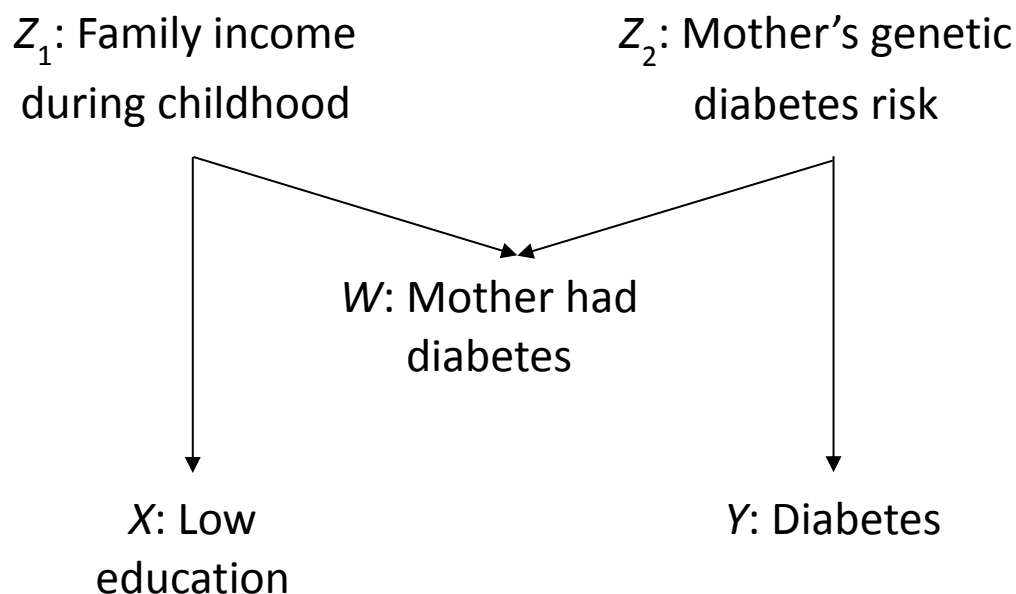 Z1: Family income
during childhood
Z2: Mother’s genetic
diabetes risk
W: Mother had
diabetes
X: Low
education
Y: Diabetes